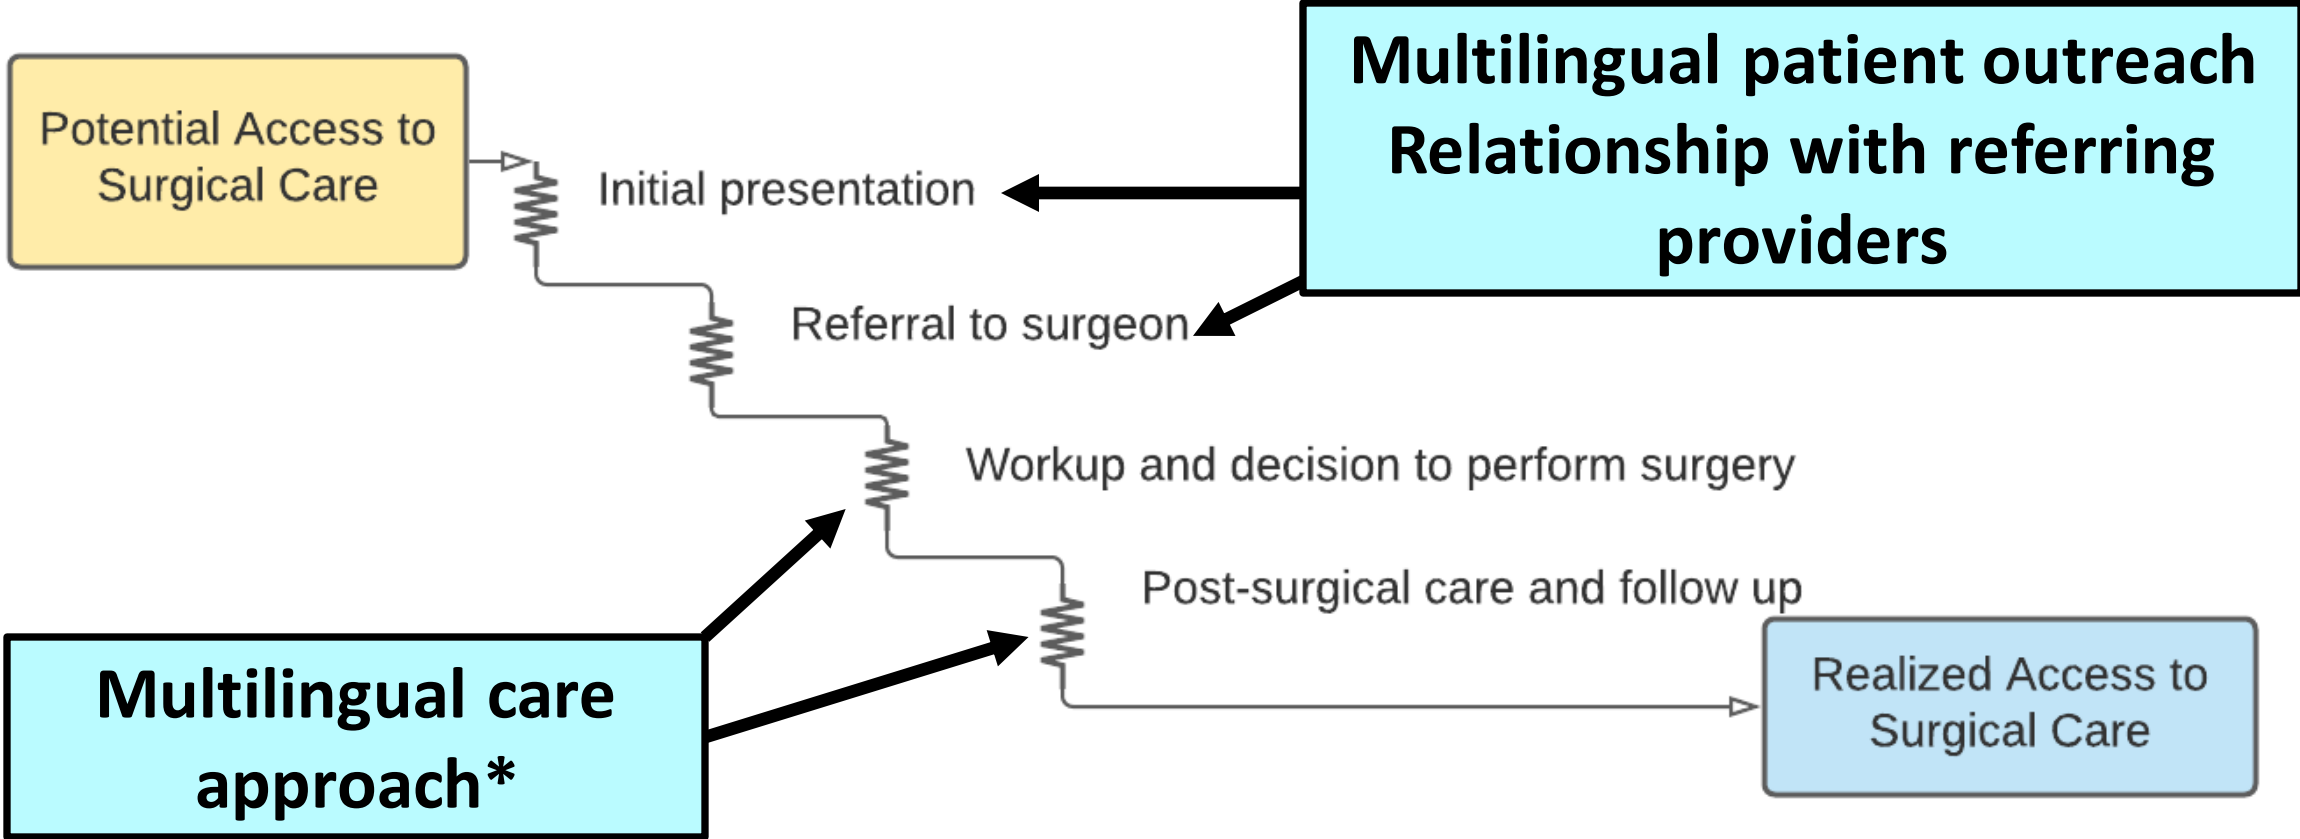 Multilingual patient outreach
Relationship with referring
providers
Potential Access to
Surgical Care
Initial presentation
Referral to surgeon
Workup and decision to perform surgery
Post-surgical care and follow up
Multilingual care
approach*
Realized Access to
Surgical Care